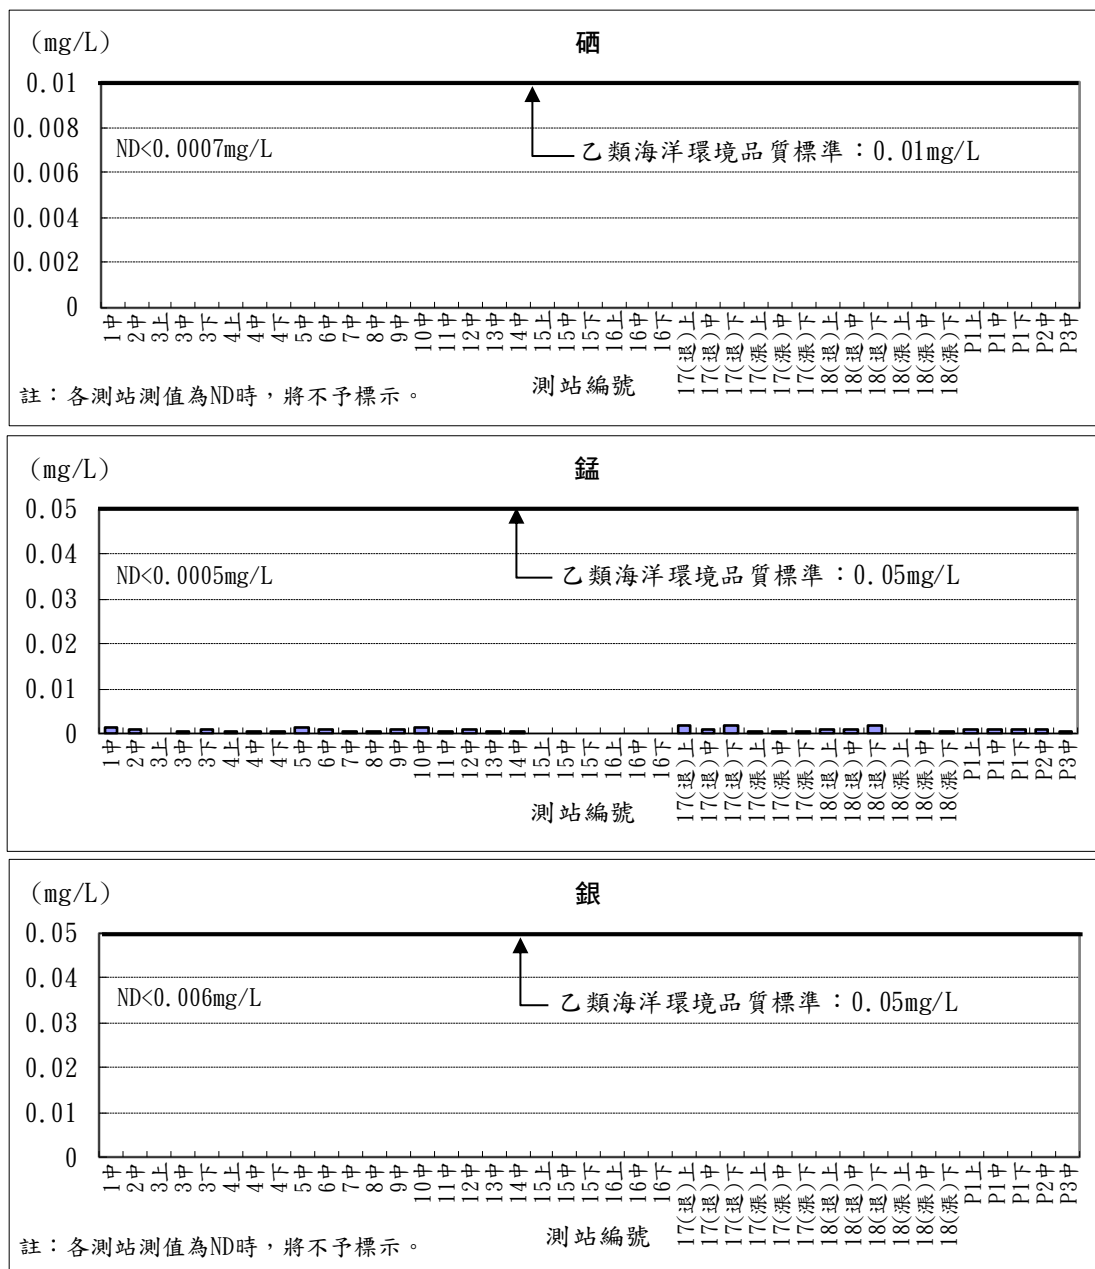 (mg/L)
硒
0.01
0.008
0.006
0.004
0.002
0
ND<0.0007mg/L
乙類海洋環境品質標準：0.01mg/L
1中 2中 3上 3中 3下 4上 4中 4下 5中 6中 7中 8中 9中 10中 11中 12中 13中 14中 15上 15中 15下 16上 16中 16下 17(退)上 17(退)中 17(退)下 17(漲)上 17(漲)中 17(漲)下 18(退)上 18(退)中 18(退)下 18(漲)上 18(漲)中 18(漲)下 P1上 P1中 P1下 P2中 P3中
測站編號
註：各測站測值為ND時，將不予標示。
(mg/L)
錳
0.05
0.04
0.03
0.02
0.01
0
ND<0.0005mg/L
乙類海洋環境品質標準：0.05mg/L
1中 2中 3上 3中 3下 4上 4中 4下 5中 6中 7中 8中 9中 10中 11中 12中 13中 14中 15上 15中 15下 16上 16中 16下 17(退)上 17(退)中 17(退)下 17(漲)上 17(漲)中 17(漲)下 18(退)上 18(退)中 18(退)下 18(漲)上 18(漲)中 18(漲)下 P1上 P1中 P1下 P2中 P3中
測站編號
(mg/L)
銀
0.05
0.04
0.03
0.02
0.01
0
ND<0.006mg/L
乙類海洋環境品質標準：0.05mg/L
1中 2中 3上 3中 3下 4上 4中 4下 5中 6中 7中 8中 9中 10中 11中 12中 13中 14中 15上 15中 15下 16上 16中 16下 17(退)上 17(退)中 17(退)下 17(漲)上 17(漲)中 17(漲)下 18(退)上 18(退)中 18(退)下 18(漲)上 18(漲)中 18(漲)下 P1上 P1中 P1下 P2中 P3中
測站編號
註：各測站測值為ND時，將不予標示。